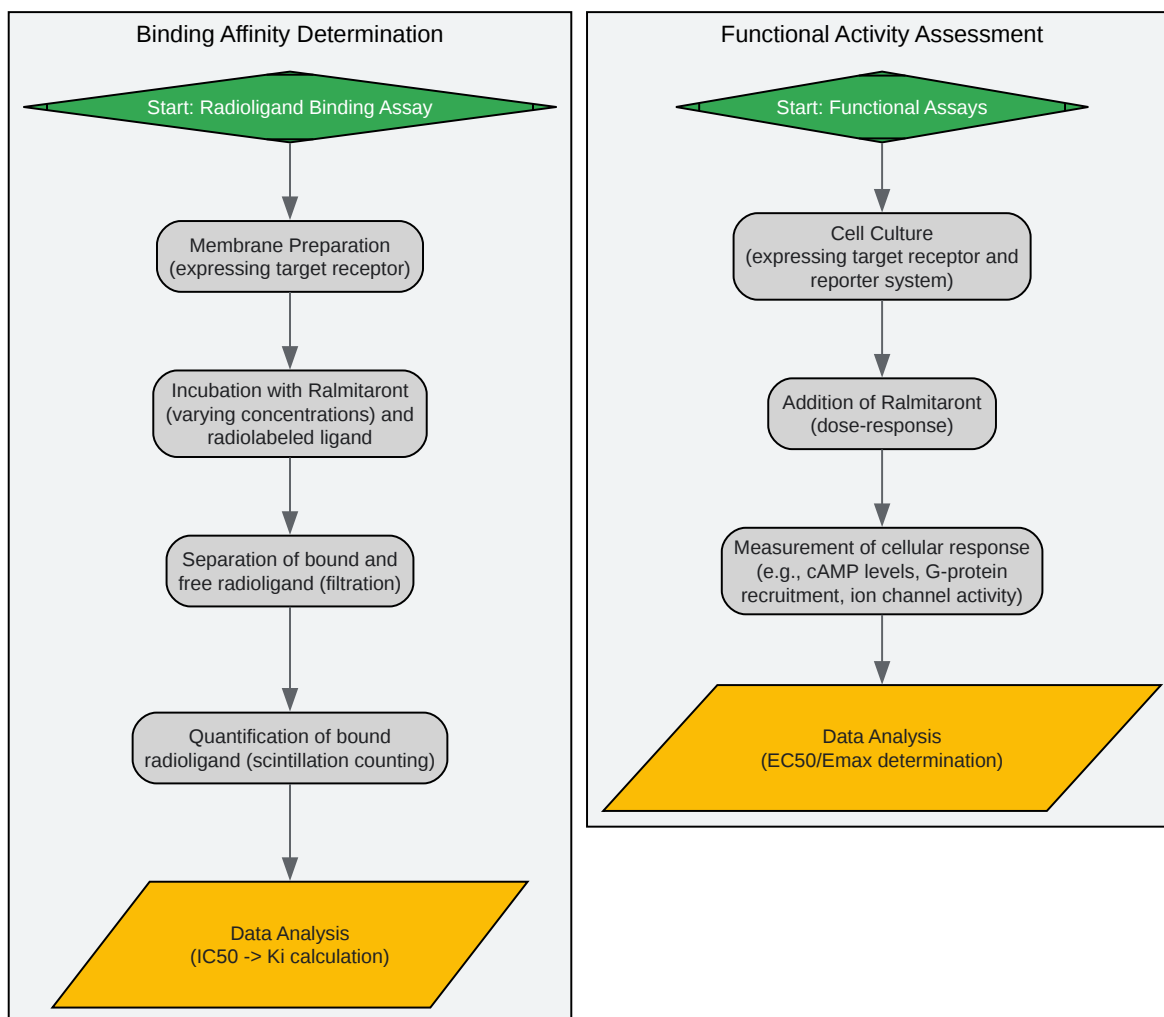 Binding Affinity Determination
Start: Radioligand Binding Assay
Membrane Preparation
(expressing target receptor)
Incubation with Ralmitaront
(varying concentrations) and
radiolabeled ligand
Separation of bound and
free radioligand (filtration)
Quantification of bound
radioligand (scintillation counting)
Data Analysis
(IC50 -> Ki calculation)
Functional Activity Assessment
Start: Functional Assays
Cell Culture
(expressing target receptor and
reporter system)
Addition of Ralmitaront
(dose-response)
Measurement of cellular response
(e.g., cAMP levels, G-protein
recruitment, ion channel activity)
Data Analysis
(EC50/Emax determination)